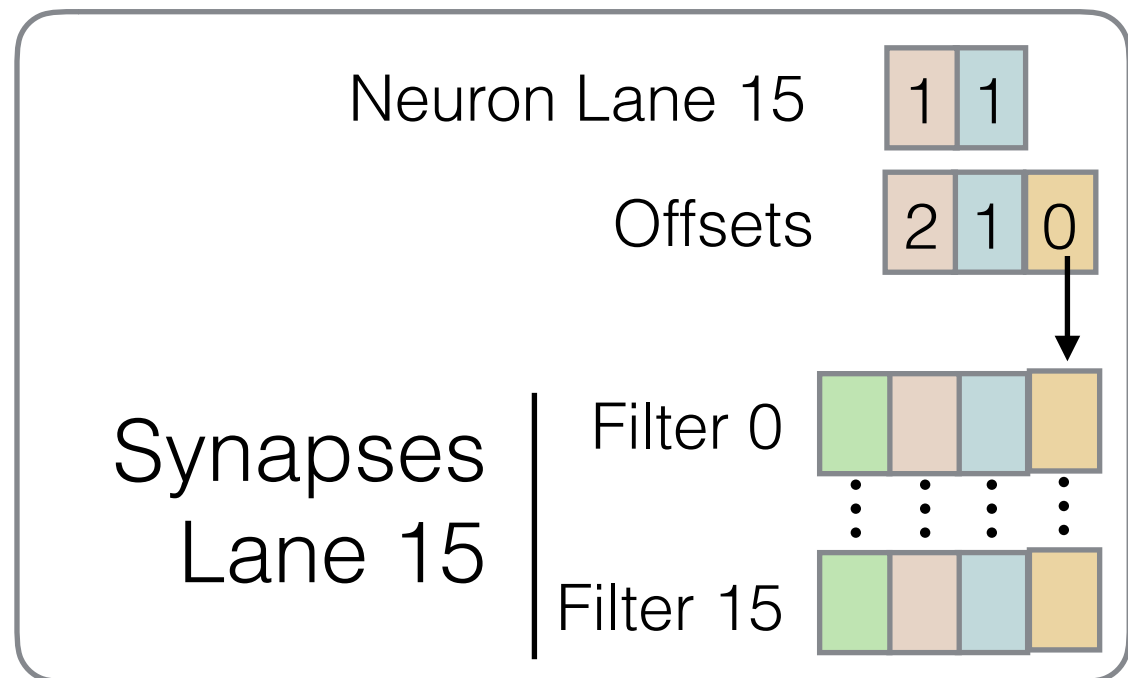 Neuron Lane 15 1 1
Offsets 2 1 0
Filter 0
Synapses
Lane 15
Filter 15